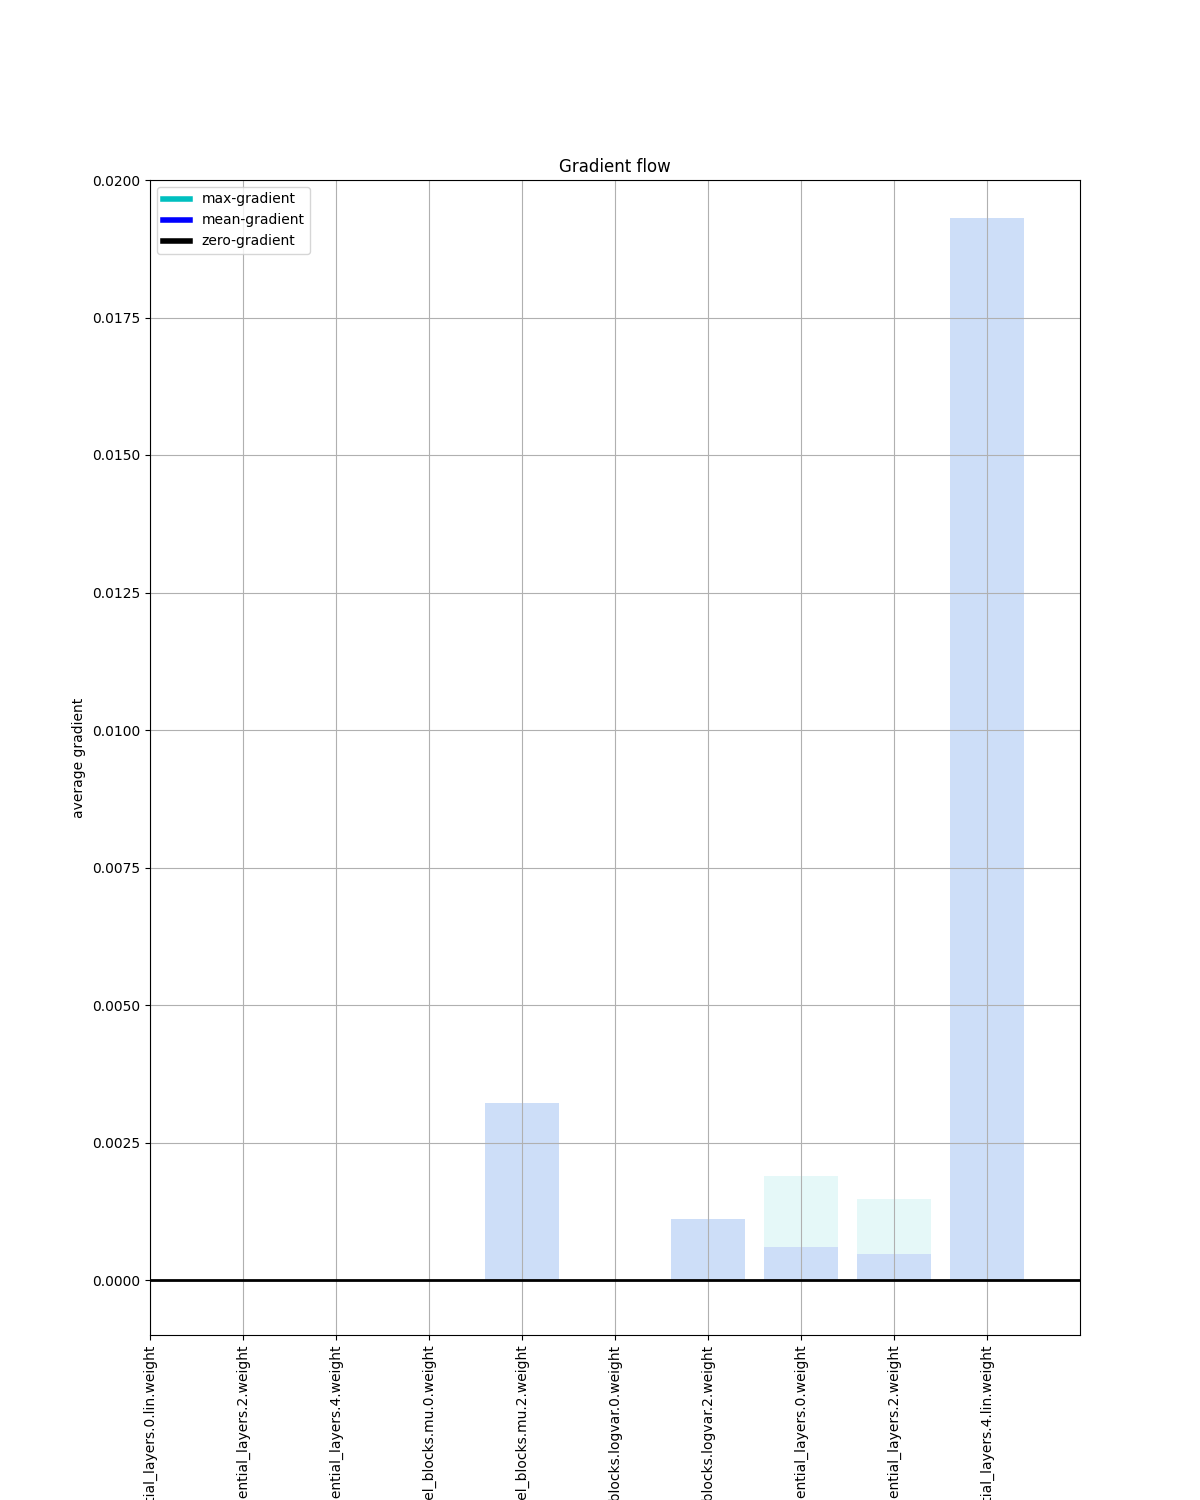 Gradient flow
max-gradient
mean-gradient
zero-gradient
0.0200
0.0175
0.0150
0.0125
0.0100
0.0075
0.0050
0.0025
0.0000
average gradient
tial_layers.0.lin.weight
ential_layers.2.weight
ential_layers.4.weight
el_blocks.mu.0.weight
el_blocks.mu.2.weight
blocks.logvar.0.weight
blocks.logvar.2.weight
ential_layers.0.weight
ential_layers.2.weight
tial_layers.4.lin.weight